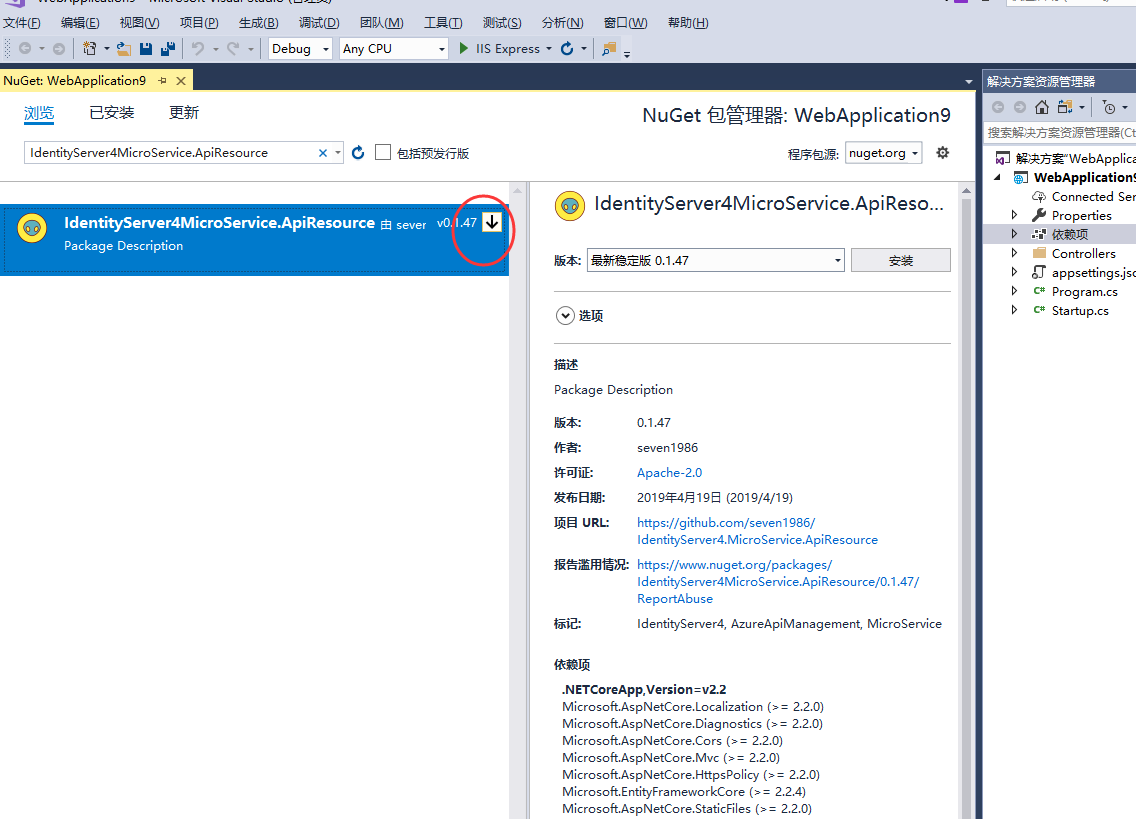 WebApplication9 - Microsoft Visual Studio (管理员)
文件(F) 编辑(E) 视图(V) 项目(P) 生成(B) 调试(D) 团队(M) 工具(T) 测试(S) 分析(N) 窗口(W) 帮助(H)
Debug Any CPU IIS Express
NuGet: WebApplication9
浏览 已安装 更新
NuGet 包管理器: WebApplication9
IdentityServer4MicroService.ApiResource
包括预发行版
程序包源: nuget.org
IdentityServer4MicroService.ApiResource 由 sever v0.1.47
Package Description
IdentityServer4MicroService.ApiReso...
版本: 最新稳定版 0.1.47 安装
选项
描述
Package Description
版本: 0.1.47
作者: seven1986
许可证: Apache-2.0
发布日期: 2019年4月19日 (2019/4/19)
项目 URL: https://github.com/seven1986/
IdentityServer4.MicroService.ApiResource
报告滥用情况: https://www.nuget.org/packages/
IdentityServer4MicroService.ApiResource/0.1.47/
ReportAbuse
标记: IdentityServer4, AzureApiManagement, MicroService
依赖项
.NETCoreApp,Version=v2.2
Microsoft.AspNetCore.Localization (>= 2.2.0)
Microsoft.AspNetCore.Diagnostics (>= 2.2.0)
Microsoft.AspNetCore.Cors (>= 2.2.0)
Microsoft.AspNetCore.Mvc (>= 2.2.0)
Microsoft.AspNetCore.HttpsPolicy (>= 2.2.0)
Microsoft.EntityFrameworkCore (>= 2.2.4)
Microsoft.AspNetCore.StaticFiles (>= 2.2.0)
解决方案资源管理器
搜索解决方案资源管理器(Ct
解决方案"WebApplica
WebApplication9
Connected Ser
Properties
依赖项
Controllers
appsettings.jso
C# Program.cs
C# Startup.cs